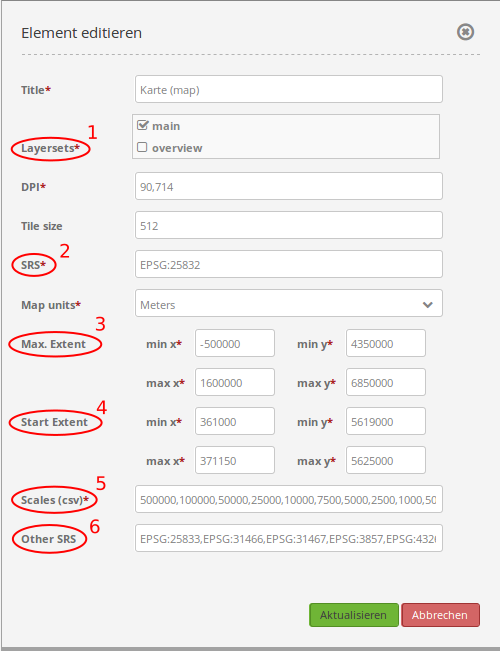 Element editieren
Title* Karte (map)
1
main
Layersets* overview
DPI* 90,714
Tile size 512
2
SRS* EPSG:25832
Map units* Meters
3
Max. Extent min x* -500000 min y* 4350000
max x* 1600000 max y* 6850000
4
Start Extent min x* 361000 min y* 5619000
max x* 371150 max y* 5625000
5
Scales (csv)* 500000,100000,50000,25000,10000,7500,5000,2500,1000,50
6
Other SRS EPSG:25833,EPSG:31466,EPSG:31467,EPSG:3857,EPSG:432
Aktualisieren Abbrechen